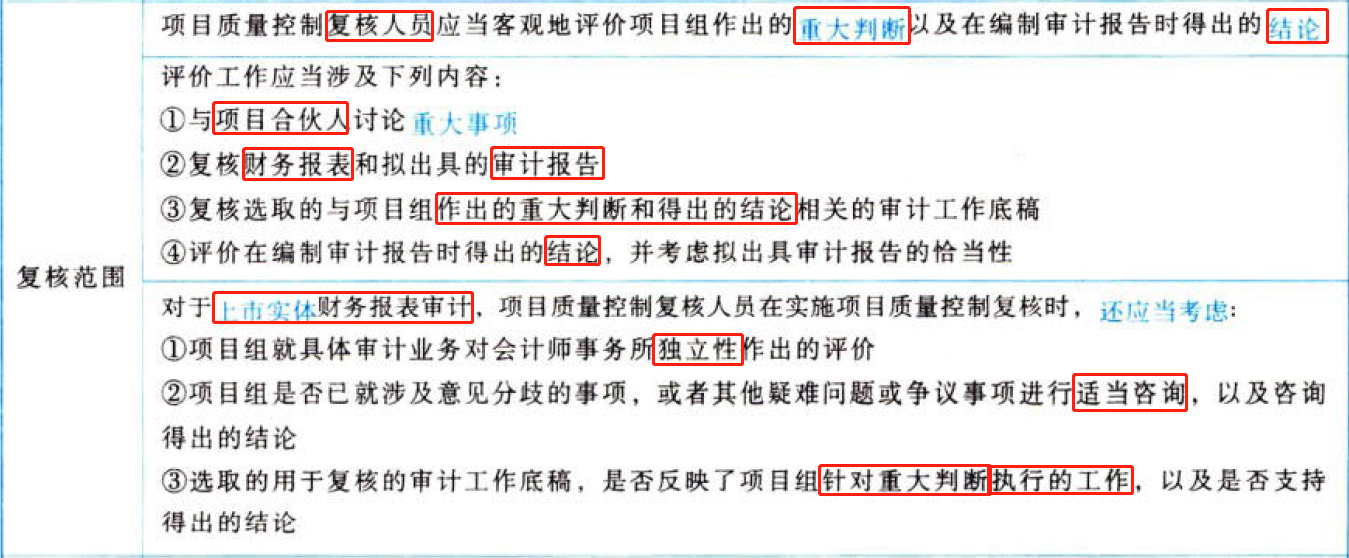 项目质量控制复核人员应当客观地评价项目组作出的重大判断以及在编制审计报告时得出的结论
评价工作应当涉及下列内容：
①与项目合伙人讨论重大事项
②复核财务报表和拟出具的审计报告
③复核选取的与项目组作出的重大判断和得出的结论相关的审计工作底稿
④评价在编制审计报告时得出的结论，并考虑拟出具审计报告的恰当性
复核范围
对于上市实体财务报表审计，项目质量控制复核人员在实施项目质量控制复核时，还应当考虑：
①项目组就具体审计业务对会计师事务所独立性作出的评价
②项目组是否已就涉及意见分歧的事项，或者其他疑难问题或争议事项进行适当咨询，以及咨询
得出的结论
③选取的用于复核的审计工作底稿，是否反映了项目组针对重大判断执行的工作，以及是否支持
得出的结论